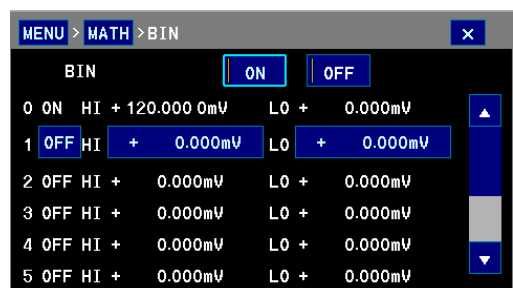 MENU > MATH >BIN ×
BIN ON OFF
0 ON HI + 120.000 0mV LO + 0.000mV
1 OFF HI + 0.000mV LO + 0.000mV
2 OFF HI + 0.000mV LO + 0.000mV
3 OFF HI + 0.000mV LO + 0.000mV
4 OFF HI + 0.000mV LO + 0.000mV
5 OFF HI + 0.000mV LO + 0.000mV